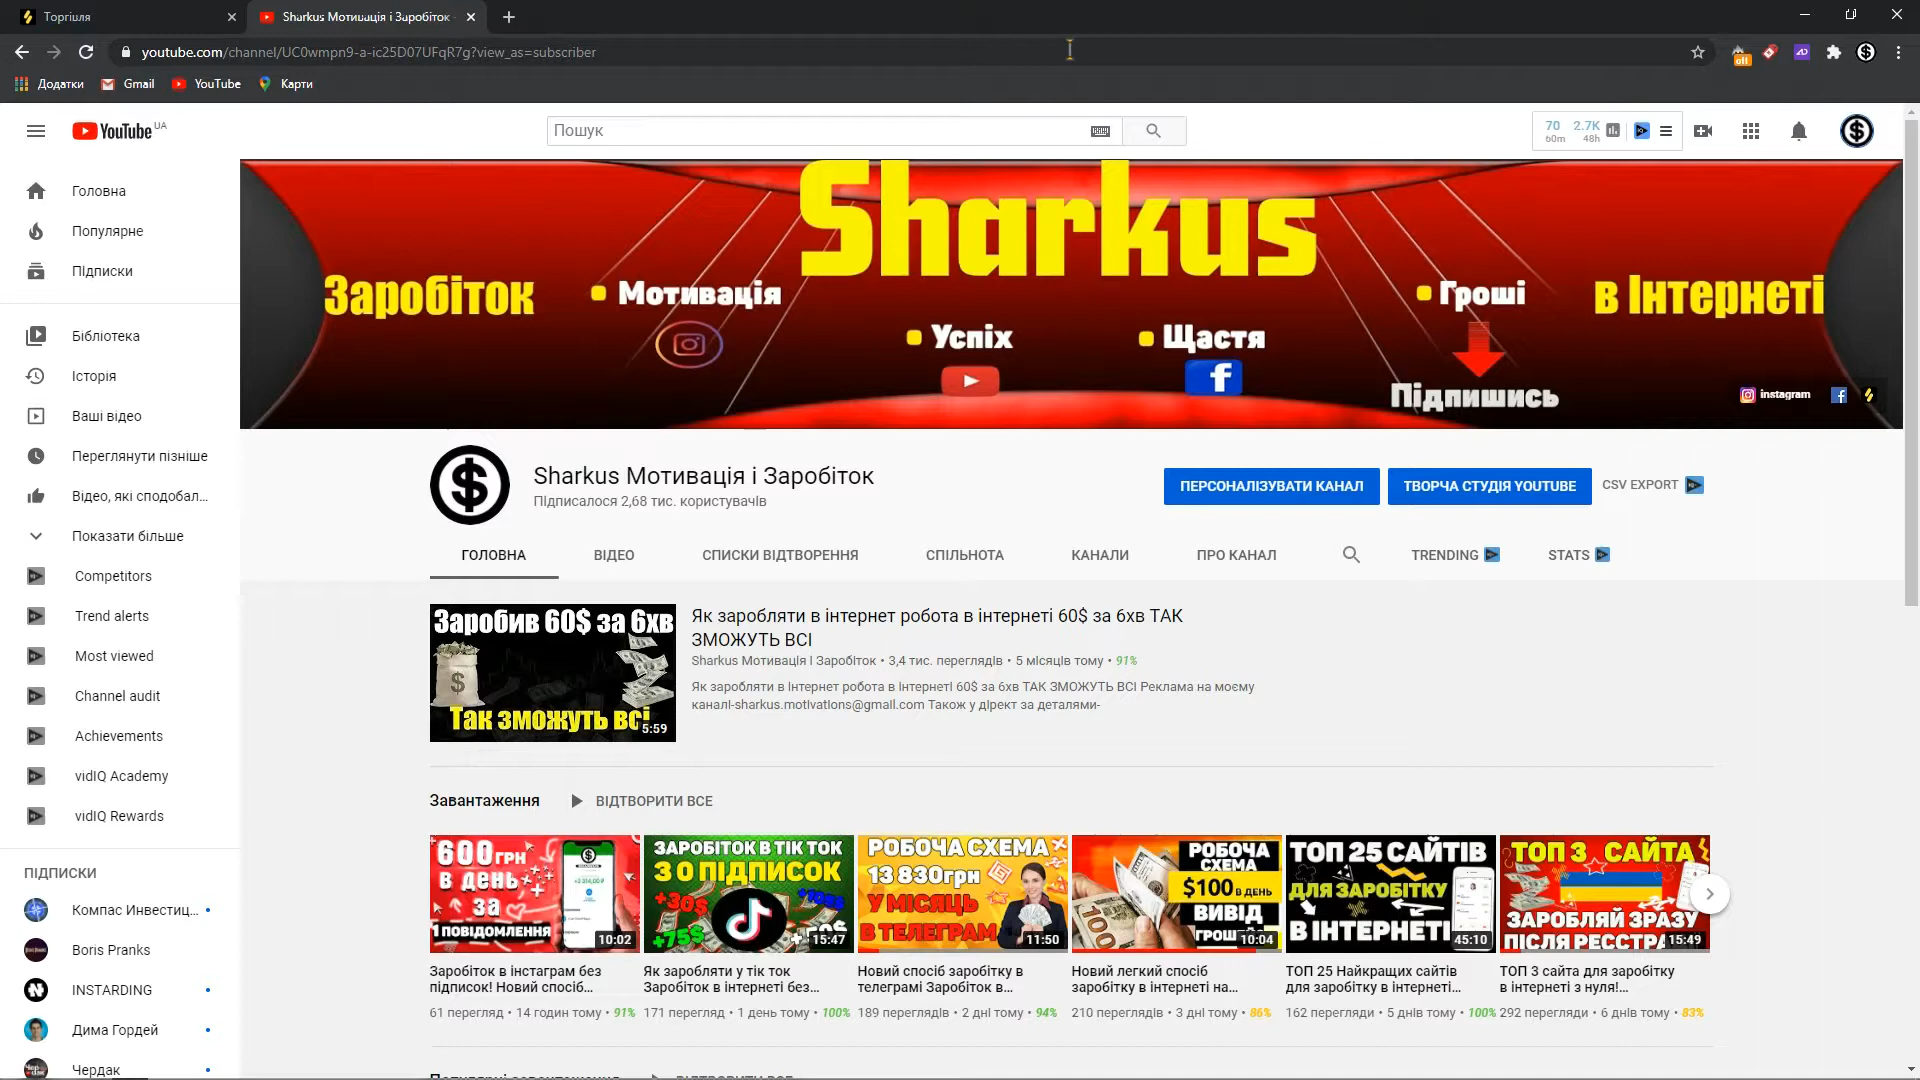 Торгівля
Sharkus Мотивація і Заробіток
youtube.com/channel/UC0wmpn9-a-ic25D07UFqR7g?view_as=subscriber
off
Додатки
Gmail
YouTube
Карти
YouTube UA
Пошук
70
60m
2.7K
48h
Головна
Популярне
Підписки
Бібліотека
Історія
Ваші відео
Переглянути пізніше
Відео, які сподобал...
Показати більше
Competitors
Trend alerts
Most viewed
Channel audit
Achievements
vidIQ Academy
vidIQ Rewards
ПІДПИСКИ
Компас Инвестиц...
Boris Pranks
INSTARDING
Дима Гордей
Чердак
Sharkus
Заробіток
Мотивація
Успіх
Щастя
Гроші
в Інтернеті
Підпишись
instagram
Sharkus Мотивація і Заробіток
Підписалося 2,68 тис. користувачів
ПЕРСОНАЛІЗУВАТИ КАНАЛ
ТВОРЧА СТУДІЯ YOUTUBE
CSV EXPORT
ГОЛОВНА
ВІДЕО
СПИСКИ ВІДТВОРЕННЯ
СПІЛЬНОТА
КАНАЛИ
ПРО КАНАЛ
TRENDING
STATS
Заробив 60$ за 6хв
Так зможуть всі
5:59
Як заробляти в інтернет робота в інтернеті 60$ за 6хв ТАК
ЗМОЖУТЬ ВСІ
Sharkus Мотивація і Заробіток • 3,4 тис. переглядів • 5 місяців тому • 91%
Як заробляти в інтернет робота в інтернеті 60$ за 6хв ТАК ЗМОЖУТЬ ВСІ Реклама на моєму
каналі-sharkus.motivations@gmail.com Також у дірект за деталями-
Завантаження
ВІДТВОРИТИ ВСЕ
600грн
в день
за
1 повідомлення
10:02
ЗАРОБІТОК В ТІК ТОК
З 0 ПІДПИСОК
+30$
+75$
15:47
РОБОЧА СХЕМА
13 830грн
У МІСЯЦЬ
В ТЕЛЕГРАМ
11:50
РОБОЧА
СХЕМА
$100 в день
ВИВІД
10:04
ТОП 25 САЙТІВ
ДЛЯ ЗАРОБІТКУ
В ІНТЕРНЕТІ
45:10
ТОП 3 САЙТА
ЗАРОБЛЯЙ ЗРАЗУ
ПІСЛЯ РЕЄСТРА
15:49
Заробіток в інстаграм без
підписок! Новий спосіб...
61 перегляд • 14 годин тому • 91%
Як заробляти у тік ток
Заробіток в інтернеті без...
171 перегляд • 1 день тому • 100%
Новий спосіб заробітку в
телеграмі Заробіток в...
189 переглядів • 2 дні тому • 94%
Новий легкий спосіб
заробітку в інтернеті на...
210 переглядів • 3 дні тому • 86%
ТОП 25 Найкращих сайтів
для заробітку в інтернеті...
162 перегляди • 5 днів тому • 100%
ТОП 3 сайта для заробітку
в інтернеті з нуля!...
292 перегляди • 6 днів тому • 83%